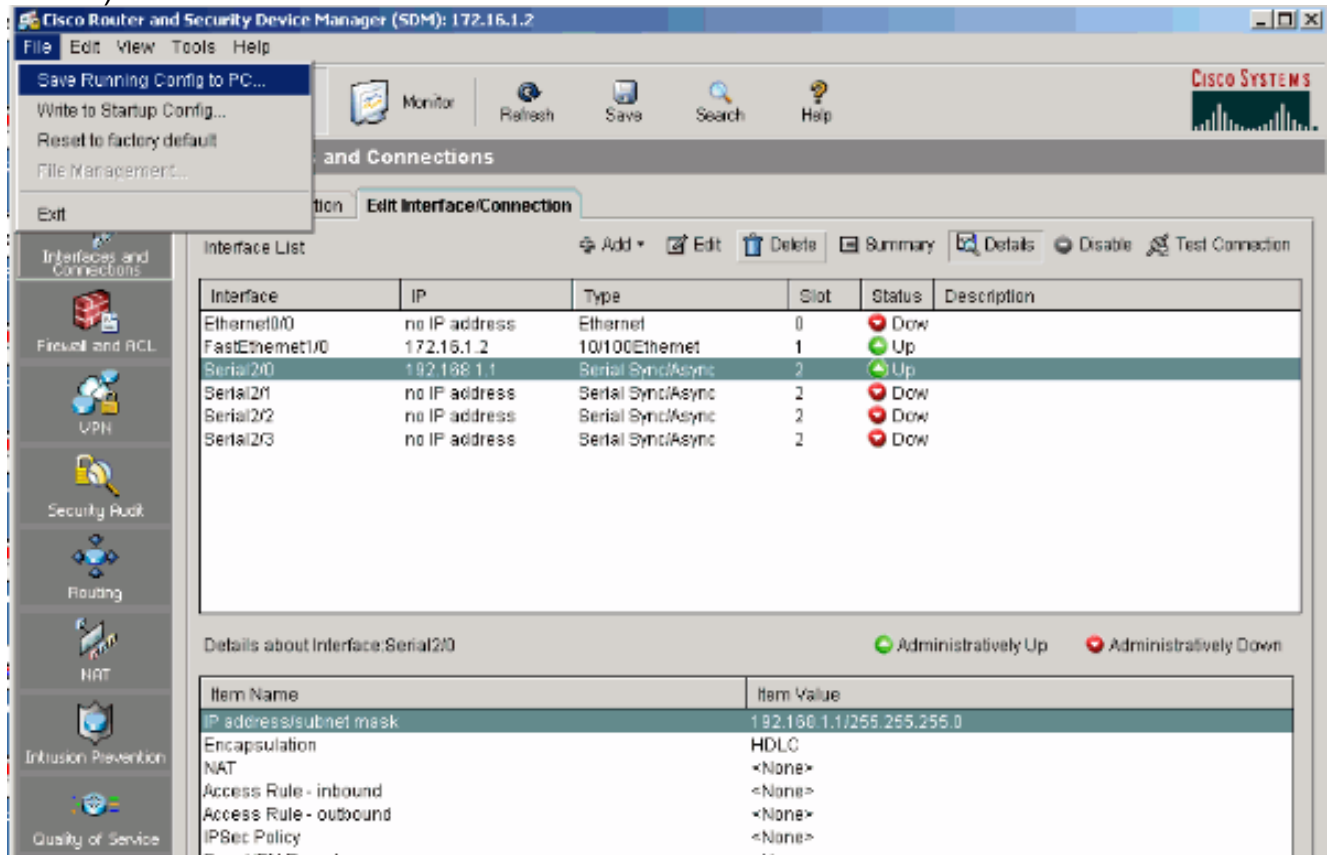 Cisco Router and Security Device Manager (SDM): 172.16.1.2
File Edit View Tools Help
Save Running Config to PC...
Write to Startup Config...
Reset to factory default
File Management...
Exit
Monitor Refresh Save Search Help
CISCO SYSTEMS
and Connections
tion Edit Interface/Connection
Interfaces and
Connections
Firewall and ACL
VPN
Security Audit
Routing
NAT
Intrusion Prevention
Quality of Service
Interface List Add Edit Delete Summary Details Disable Test Connection
Interface IP Type Slot Status Description
Ethernet0/0 no IP address Ethernet 0 Dow
FastEthernet1/0 172.16.1.2 10/100Ethernet 1 Up
Serial2/0 192.168.1.1 Serial Sync/Async 2 Up
Serial2/1 no IP address Serial Sync/Async 2 Dow
Serial2/2 no IP address Serial Sync/Async 2 Dow
Serial2/3 no IP address Serial Sync/Async 2 Dow
Details about Interface:Serial2/0 Administratively Up Administratively Down
Item Name Item Value
IP address/subnet mask 192.168.1.1/255.255.255.0
Encapsulation HDLC
NAT <None>
Access Rule - inbound <None>
Access Rule - outbound <None>
IPSec Policy <None>